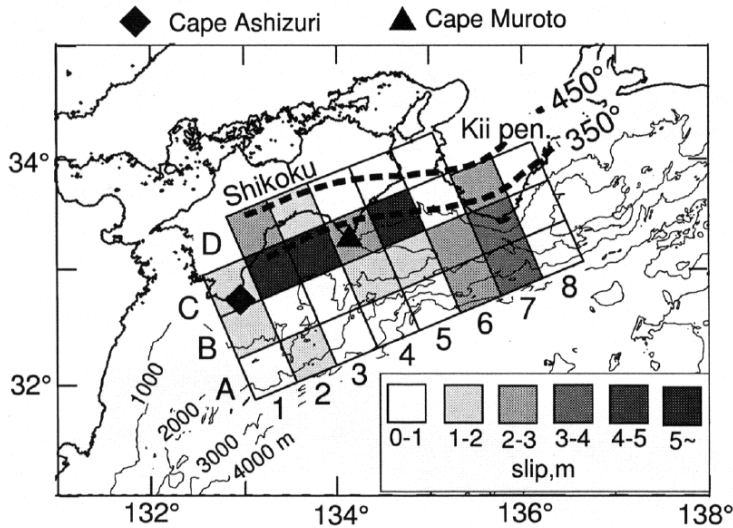 Cape Ashizuri
Cape Muroto
450°
350°
Kii pen.
Shikoku
34°
32°
D
C
B
A
1
2
3
4
5
6
7
8
1000
2000
3000
4000 m
0-1 1-2 2-3 3-4 4-5 5~
slip,m
132° 134° 136° 138°